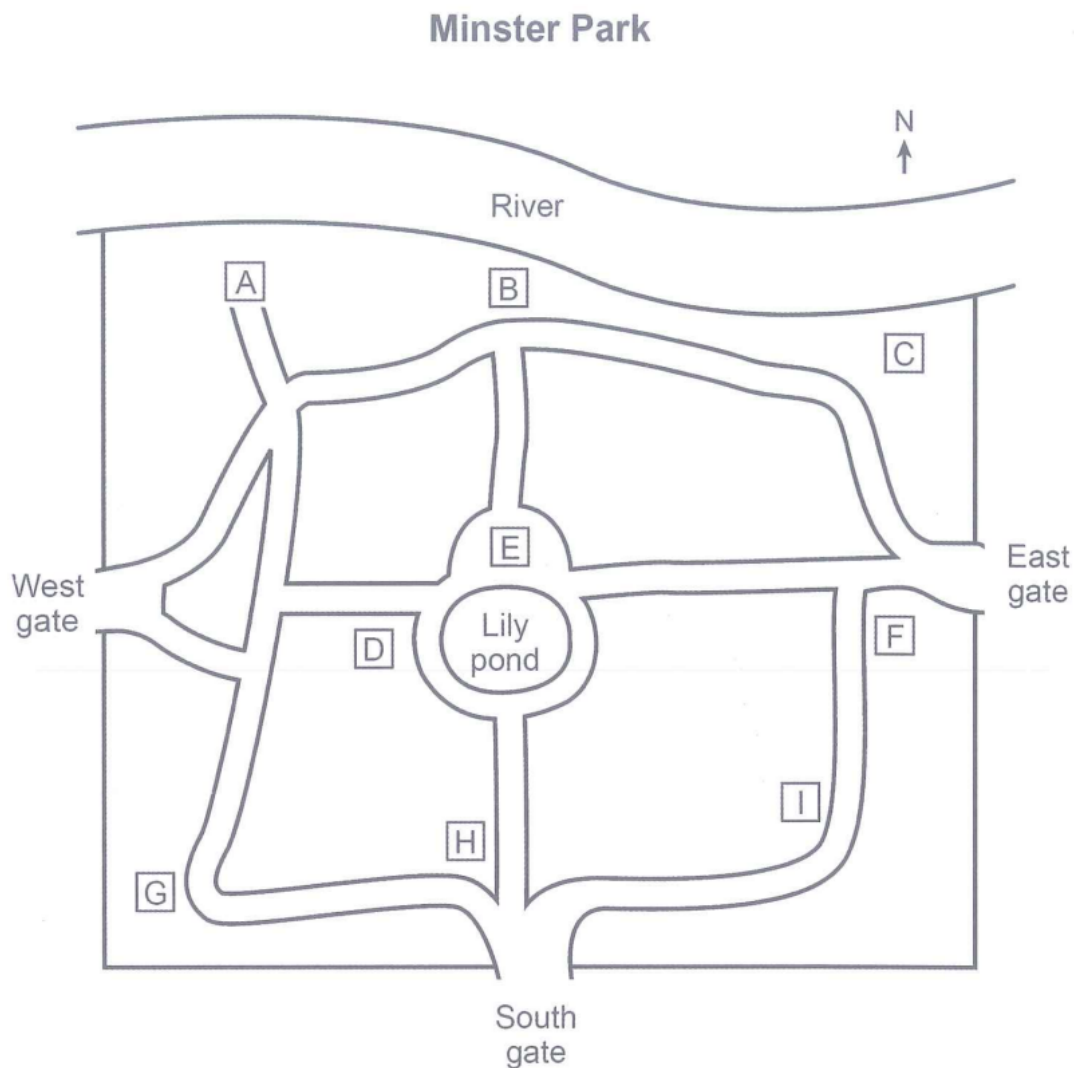 Minster Park
N
River
A
B
C
E
West
gate
East
gate
D
Lily
pond
F
I
H
G
South
gate